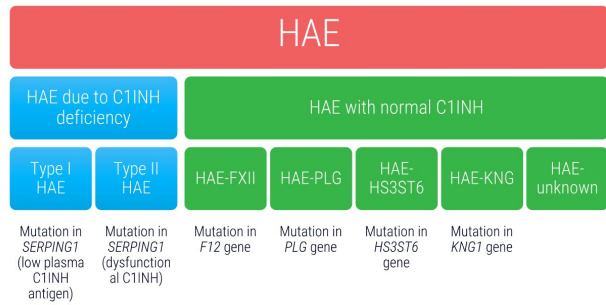 HAE
HAE due to C1INH
deficiency
HAE with normal C1INH
Type I
HAE
Type II
HAE
HAE-FXII
HAE-PLG
HAE-
HS3ST6
HAE-KNG
HAE-
unknown
Mutation in
SERPING1
(low plasma
C1INH
antigen)
Mutation in
SERPING1
(dysfunction
al C1INH)
Mutation in
F12 gene
Mutation in
PLG gene
Mutation in
HS3ST6
gene
Mutation in
KNG1 gene